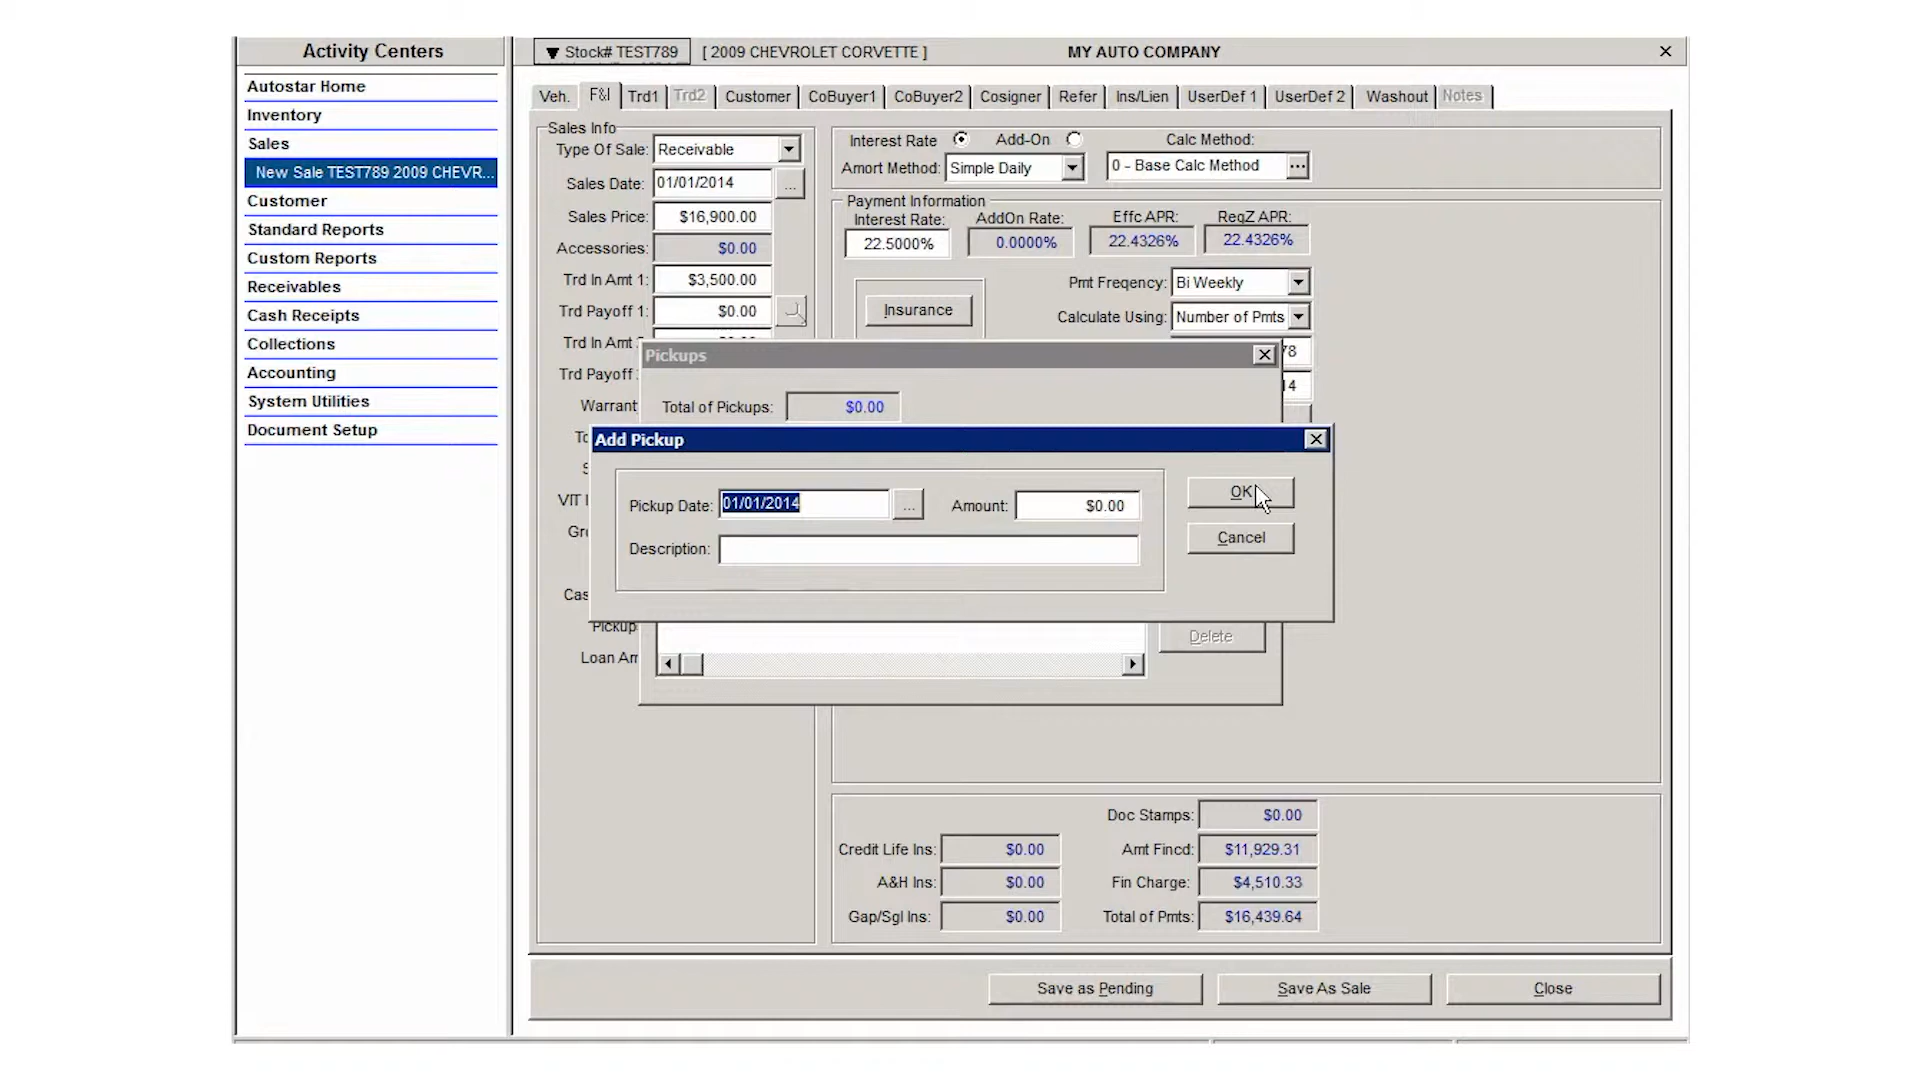 Activity Centers
Autostar Home
Inventory
Sales
New Sale TEST789 2009 CHEVR...
Customer
Standard Reports
Custom Reports
Receivables
Cash Receipts
Collections
Accounting
System Utilities
Document Setup
Stock# TEST789 [ 2009 CHEVROLET CORVETTE ] MY AUTO COMPANY
Veh. F&I Trd1 Trd2 Customer CoBuyer1 CoBuyer2 Cosigner Refer Ins/Lien UserDef 1 UserDef 2 Washout Notes
Sales Info
Type Of Sale: Receivable
Sales Date: 01/01/2014 ...
Sales Price: $16,900.00
Accessories: $0.00
Trd In Amt 1: $3,500.00
Trd Payoff 1: $0.00
Trd In Amt
Trd Payoff
Warrant
VIT
Cas
Pickup
Loan Am
Interest Rate Add-On Calc Method:
Amort Method: Simple Daily 0 - Base Calc Method ...
Payment Information
Interest Rate: AddOn Rate: Effc APR: RegZ APR:
22.5000% 0.0000% 22.4326% 22.4326%
Pmt Freqency: Bi Weekly
Insurance Calculate Using: Number of Pmts
78
14
Pickups
Total of Pickups: $0.00
Add Pickup
Pickup Date: 01/01/2014 ... Amount: $0.00 OK
Description: Cancel
Delete
Doc Stamps: $0.00
Credit Life Ins: $0.00 Amt Fincd: $11,929.31
A&H Ins: $0.00 Fin Charge: $4,510.33
Gap/Sgl Ins: $0.00 Total of Pmts: $16,439.64
Save as Pending Save As Sale Close